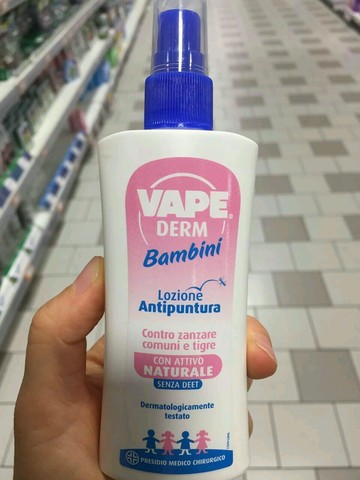 VAPE®
DERM
Bambini
Lozione
Antipuntura
Contro zanzare
comuni e tigre
CON ATTIVO
NATURALE
SENZA DEET
Dermatologicamente
testato
PRESIDIO MEDICO CHIRURGICO